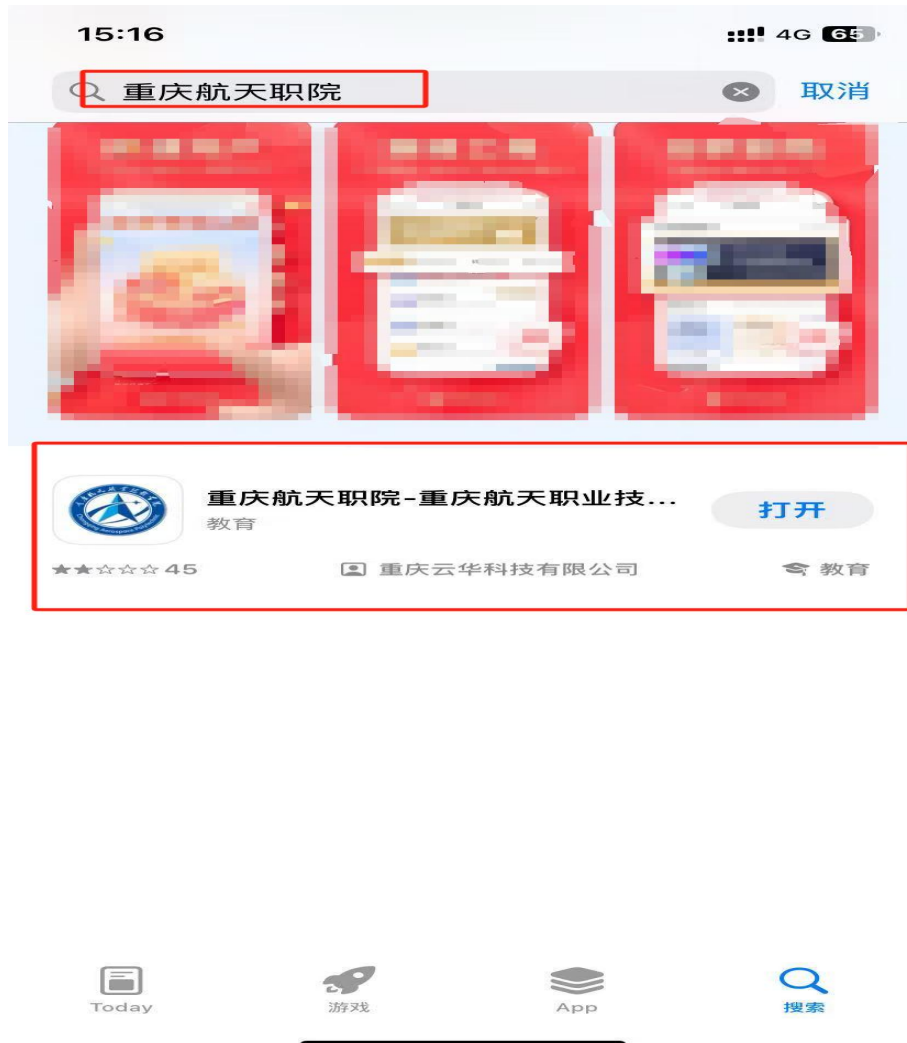 15:16
4G 65
重庆航天职院
取消
重庆航天职院-重庆航天职业技...
打开
教育
★★☆☆☆ 45
重庆云华科技有限公司
教育
Today
游戏
App
搜索